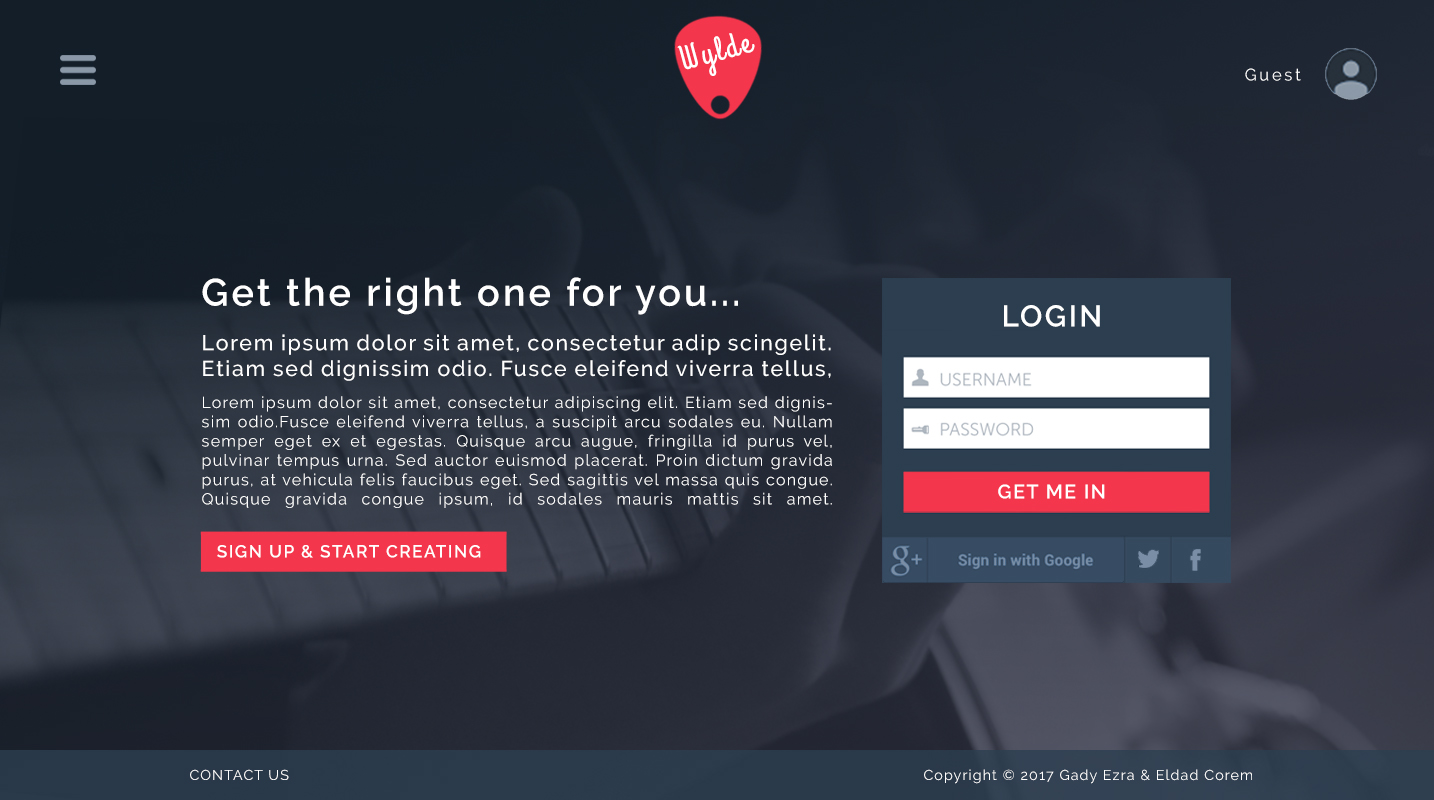 Wylde
Guest
Get the right one for you...
Lorem ipsum dolor sit amet, consectetur adip scingelit.
Etiam sed dignissim odio. Fusce eleifend viverra tellus,
Lorem ipsum dolor sit amet, consectetur adipiscing elit. Etiam sed dignis-
sim odio.Fusce eleifend viverra tellus, a suscipit arcu sodales eu. Nullam
semper eget ex et egestas. Quisque arcu augue, fringilla id purus vel,
pulvinar tempus urna. Sed auctor euismod placerat. Proin dictum gravida
purus, at vehicula felis faucibus eget. Sed sagittis vel massa quis congue.
Quisque gravida congue ipsum, id sodales mauris mattis sit amet.
SIGN UP & START CREATING
LOGIN
USERNAME
PASSWORD
GET ME IN
g+ Sign in with Google f
CONTACT US
Copyright © 2017 Gady Ezra & Eldad Corem